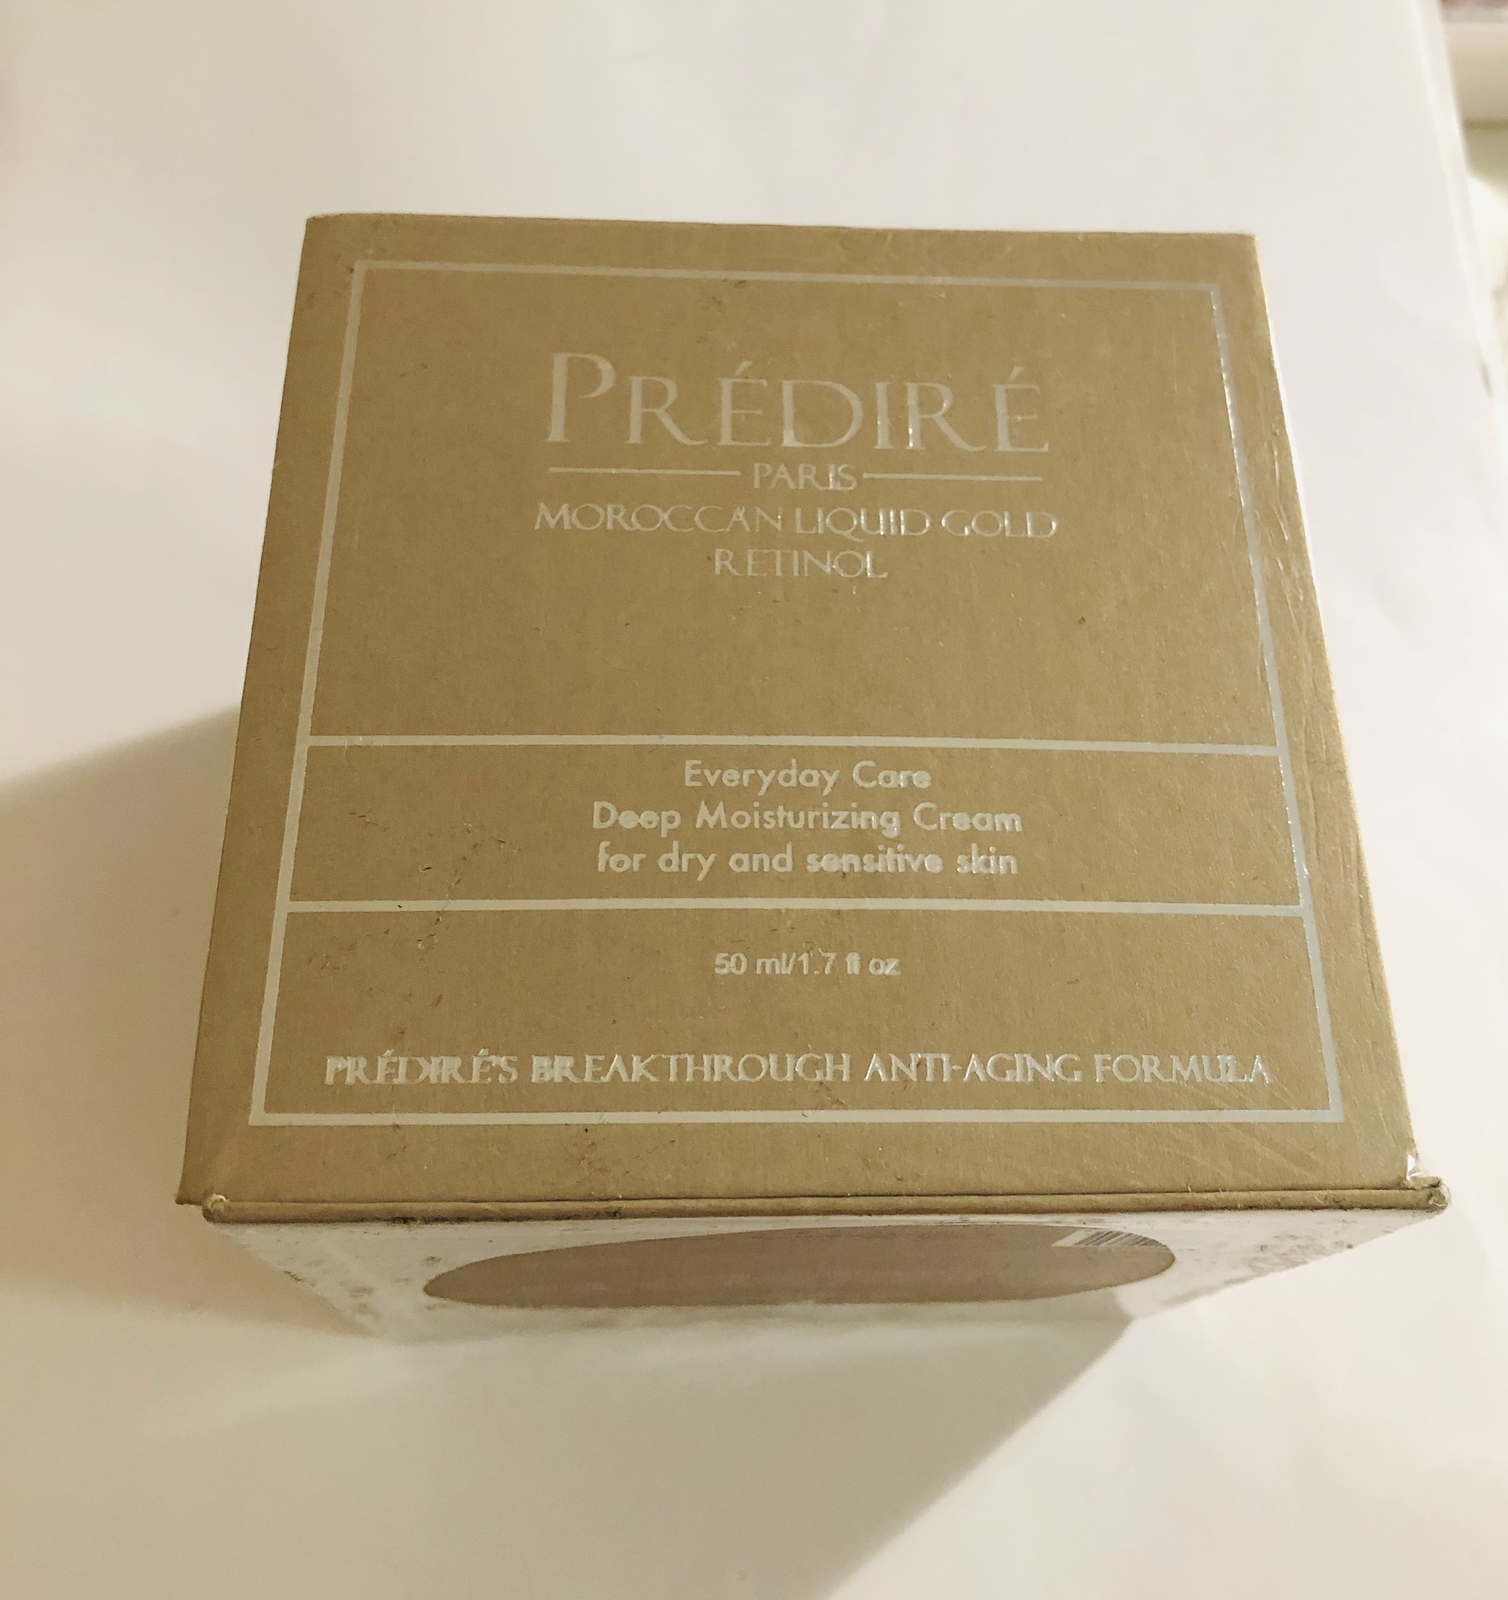 PRÉDIRÉ
PARIS
MOROCCAN LIQUID GOLD
RETINOL
Everyday Care
Deep Moisturizing Cream
for dry and sensitive skin
50 ml/1.7 fl oz
PRÉDIRÉ'S BREAKTHROUGH ANTI-AGING FORMULA